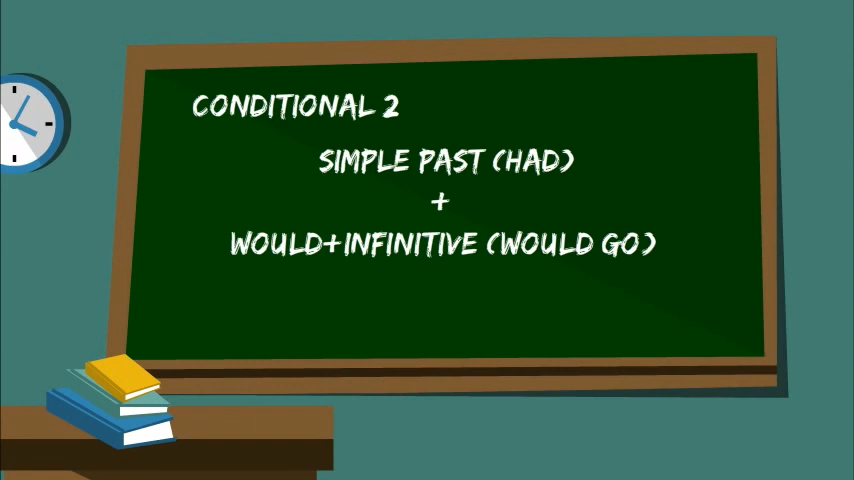 CONDITIONAL 2
SIMPLE PAST (HAD)
+
WOULD+INFINITIVE (WOULD GO)